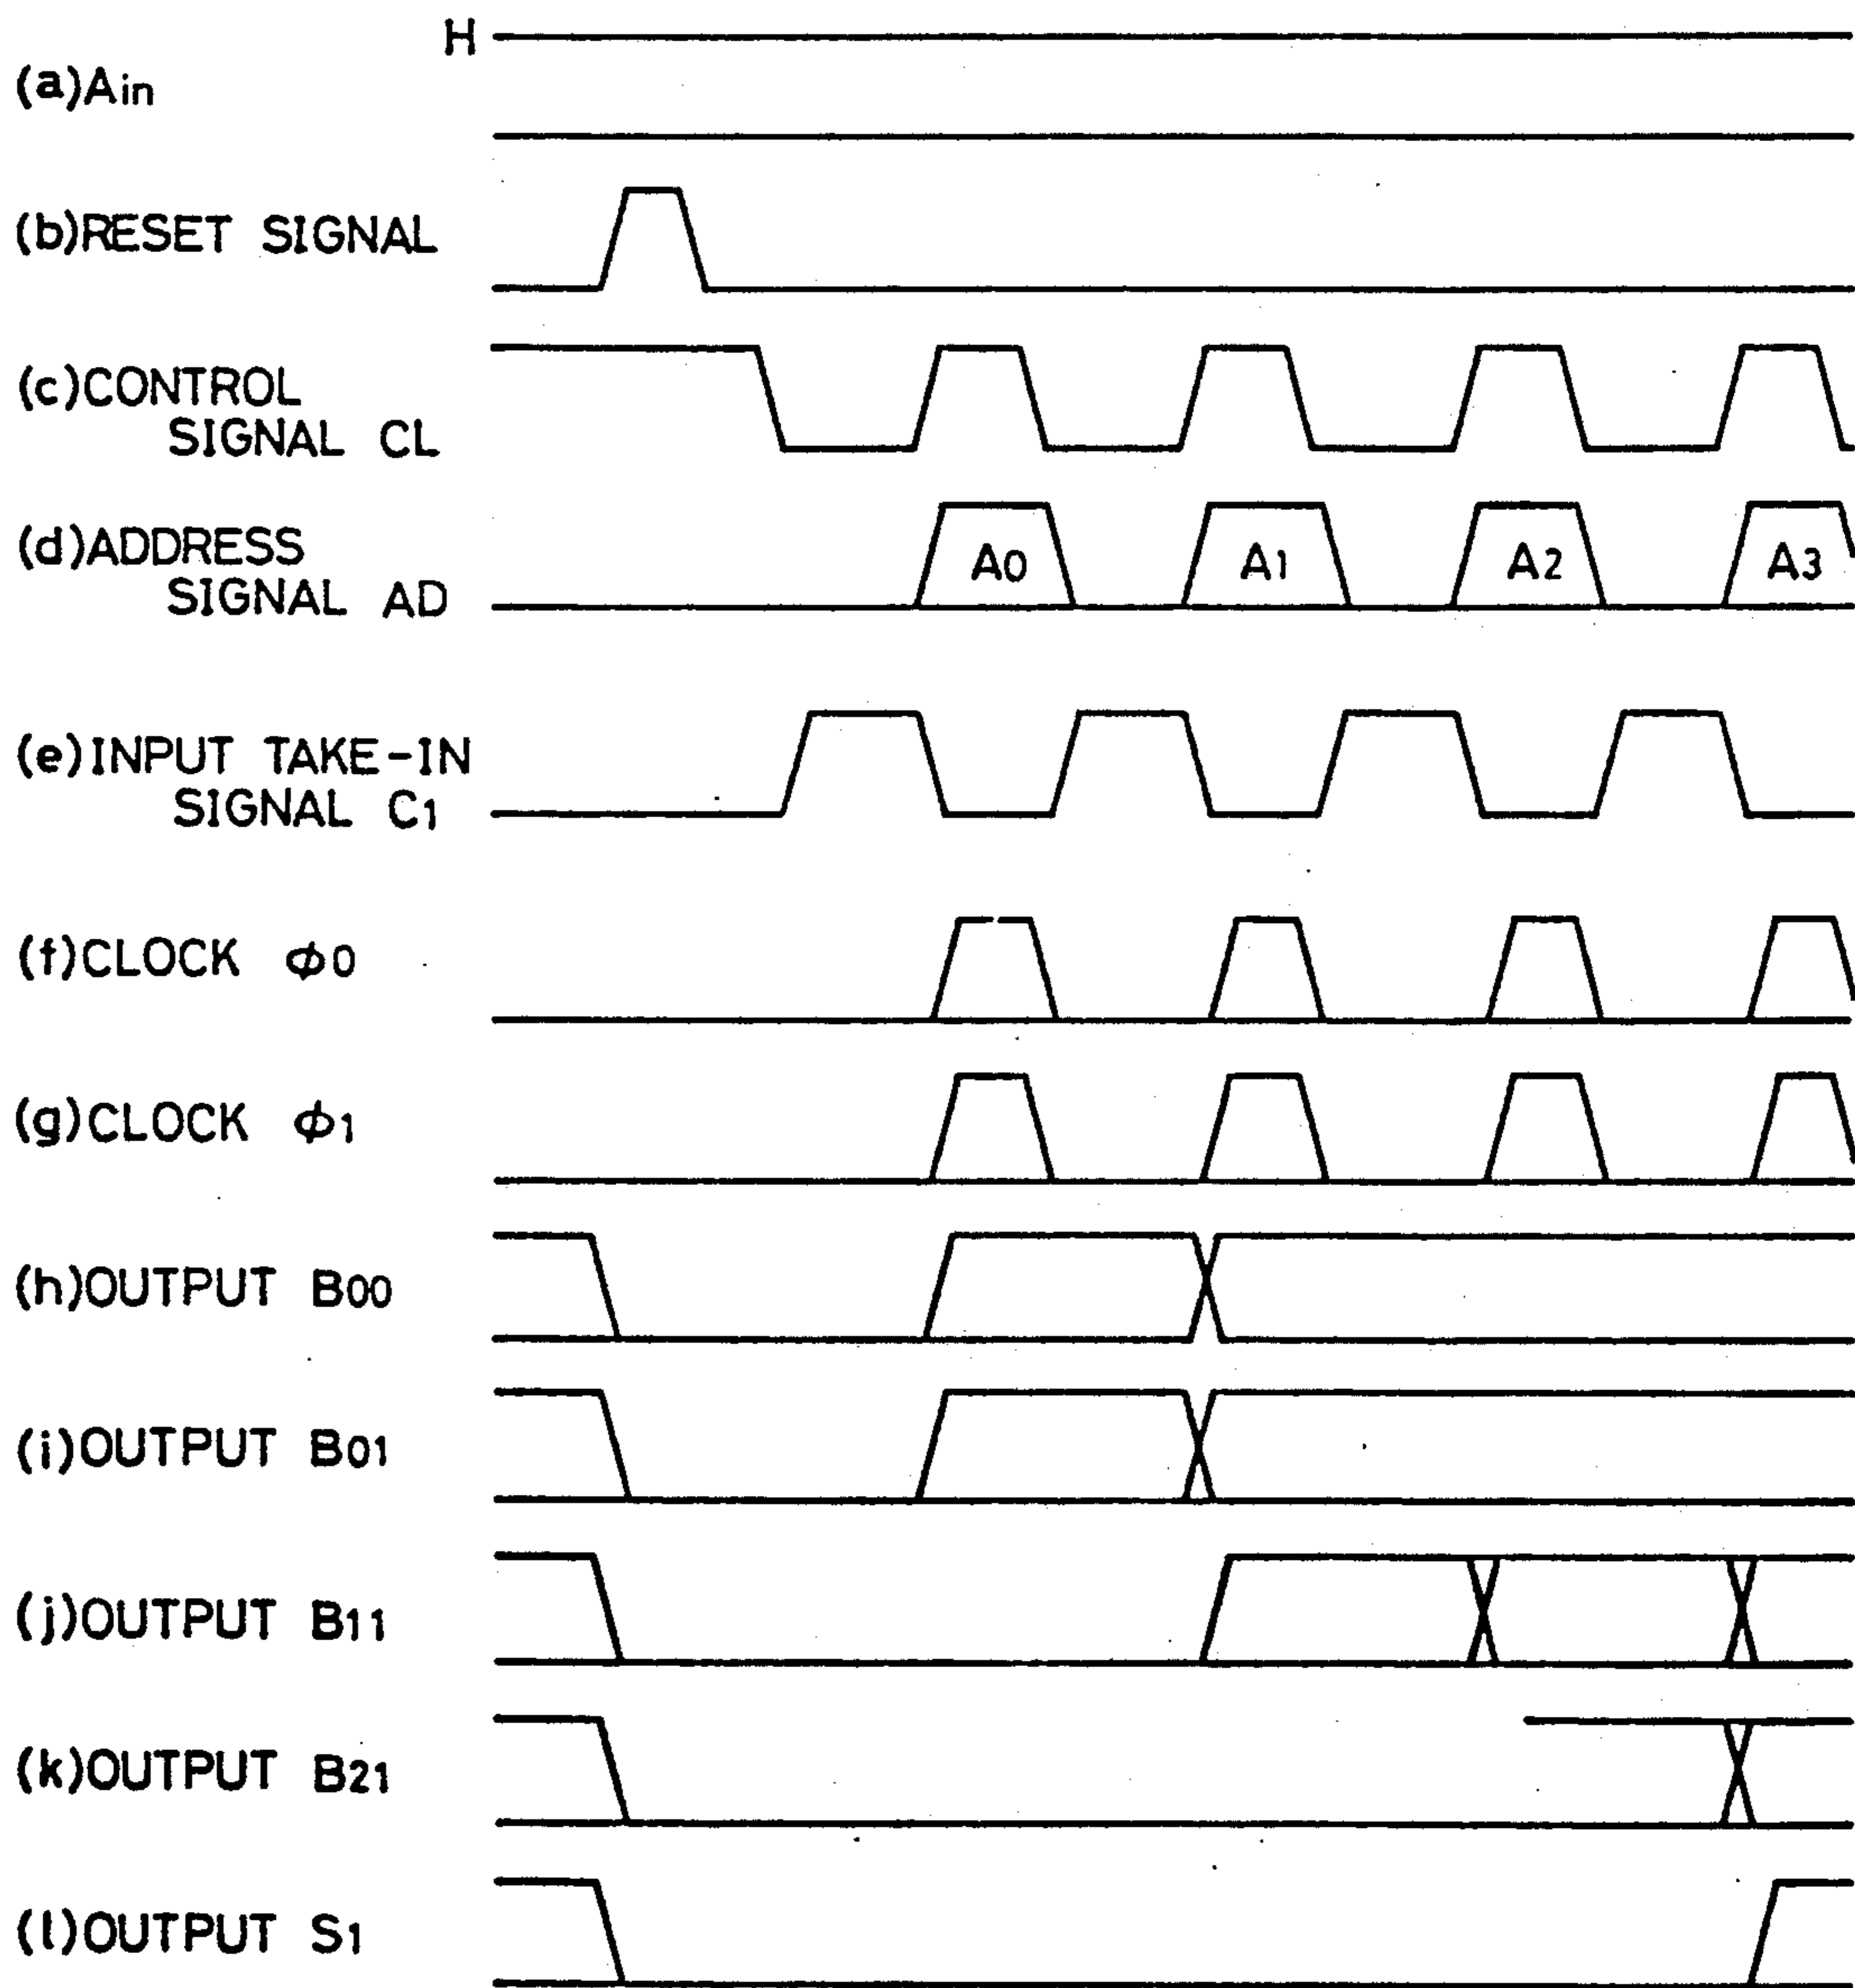 H
(a)Ain
(b)RESET SIGNAL
(c)CONTROL
SIGNAL CL
(d)ADDRESS
SIGNAL AD
A0 A1 A2 A3
(e)INPUT TAKE-IN
SIGNAL C1
(f)CLOCK ϕ0
(g)CLOCK ϕ1
(h)OUTPUT B00
(i)OUTPUT B01
(j)OUTPUT B11
(k)OUTPUT B21
(l)OUTPUT S1